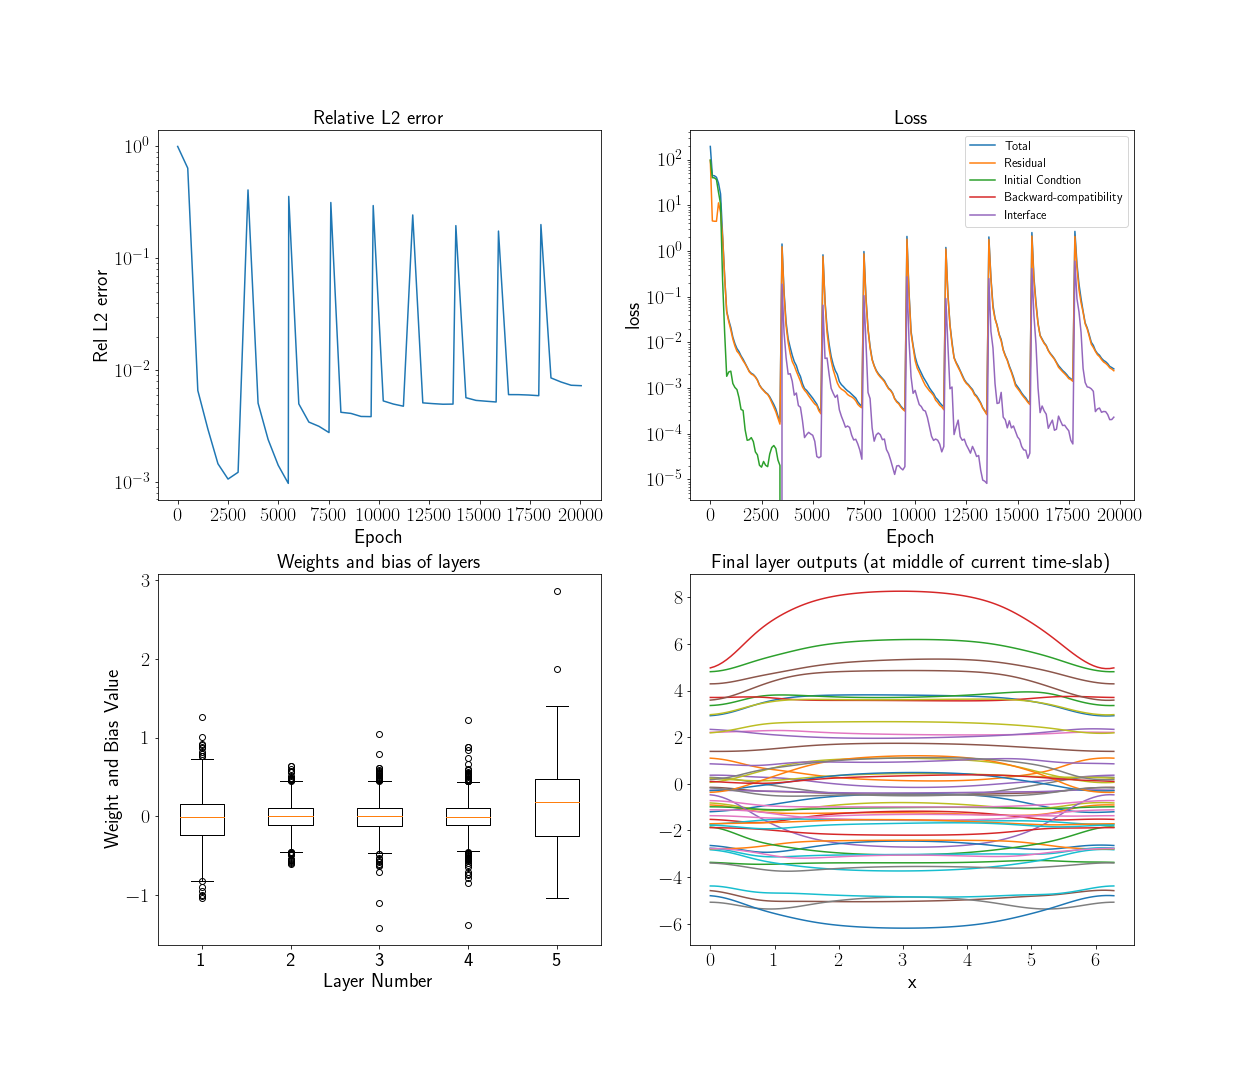 Relative L2 error
10^0
10^-1
10^-2
10^-3
Rel L2 error
0 2500 5000 7500 10000 12500 15000 17500 20000
Epoch
Loss
10^2
10^1
10^0
10^-1
10^-2
10^-3
10^-4
10^-5
loss
Total
Residual
Initial Condtion
Backward-compatibility
Interface
0 2500 5000 7500 10000 12500 15000 17500 20000
Epoch
Weights and bias of layers
3
2
1
0
−1
Weight and Bias Value
1 2 3 4 5
Layer Number
Final layer outputs (at middle of current time-slab)
8
6
4
2
0
−2
−4
−6
0 1 2 3 4 5 6
x